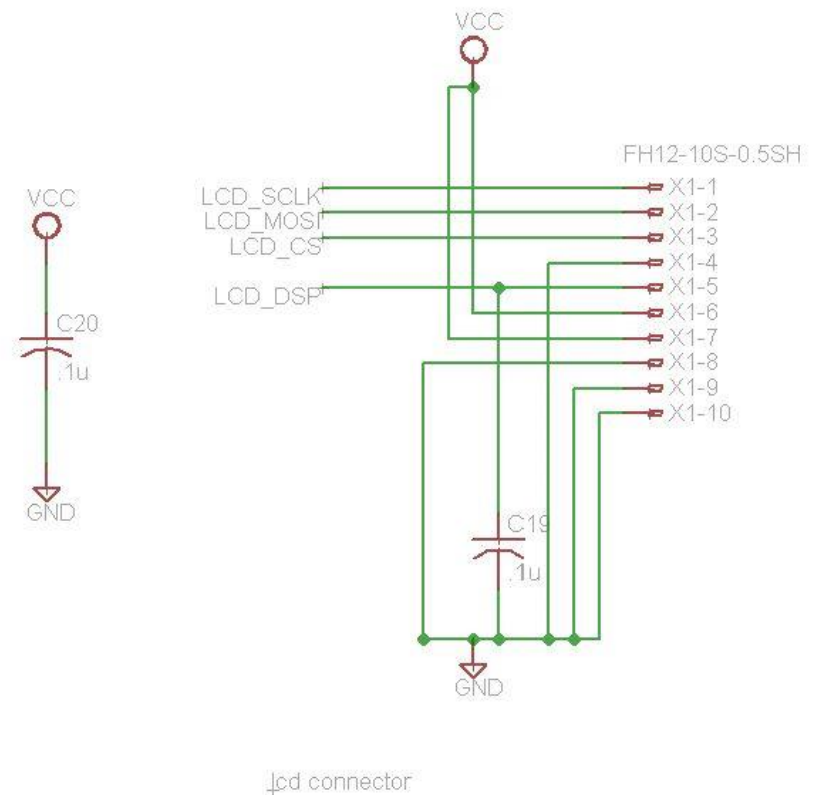 VCC
FH12-10S-0.5SH
LCD_SCLK
X1-1
LCD_MOSI
X1-2
LCD_CS
X1-3
X1-4
LCD_DSP
X1-5
X1-6
X1-7
X1-8
X1-9
X1-10
VCC
C20
.1u
GND
C19
.1u
GND
lcd connector